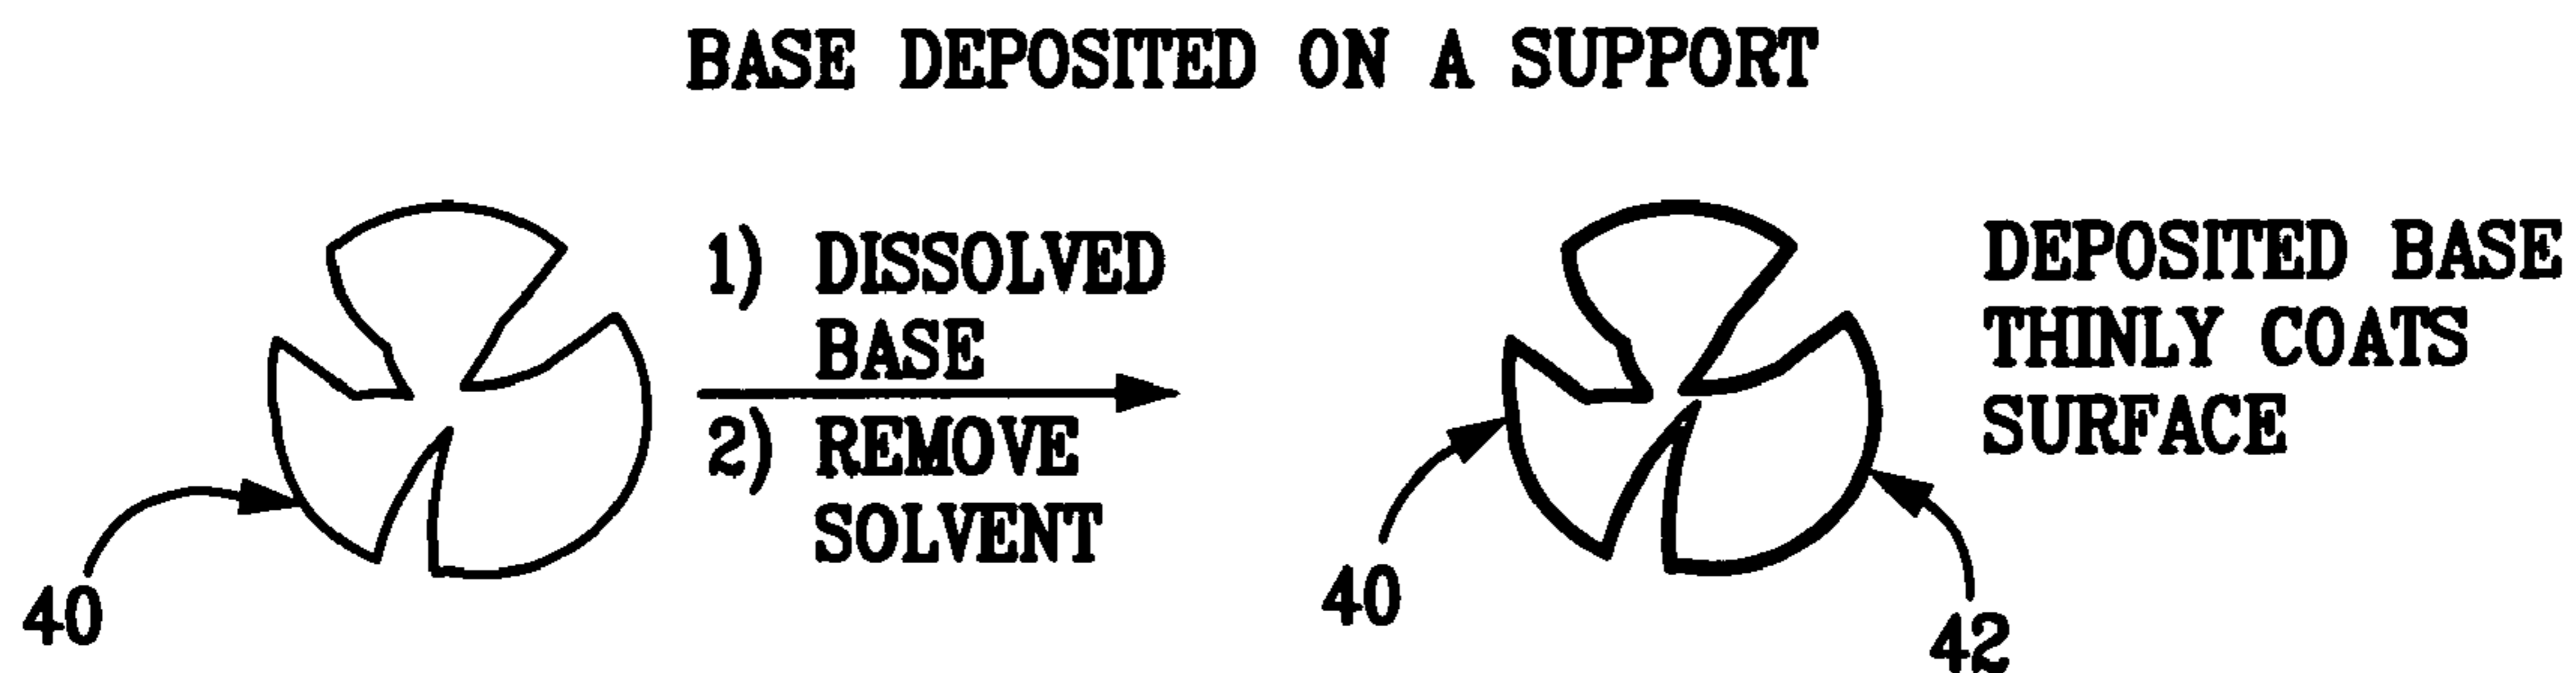 BASE DEPOSITED ON A SUPPORT
1) DISSOLVED
BASE
2) REMOVE
SOLVENT
DEPOSITED BASE
THINLY COATS
SURFACE
40
40
42